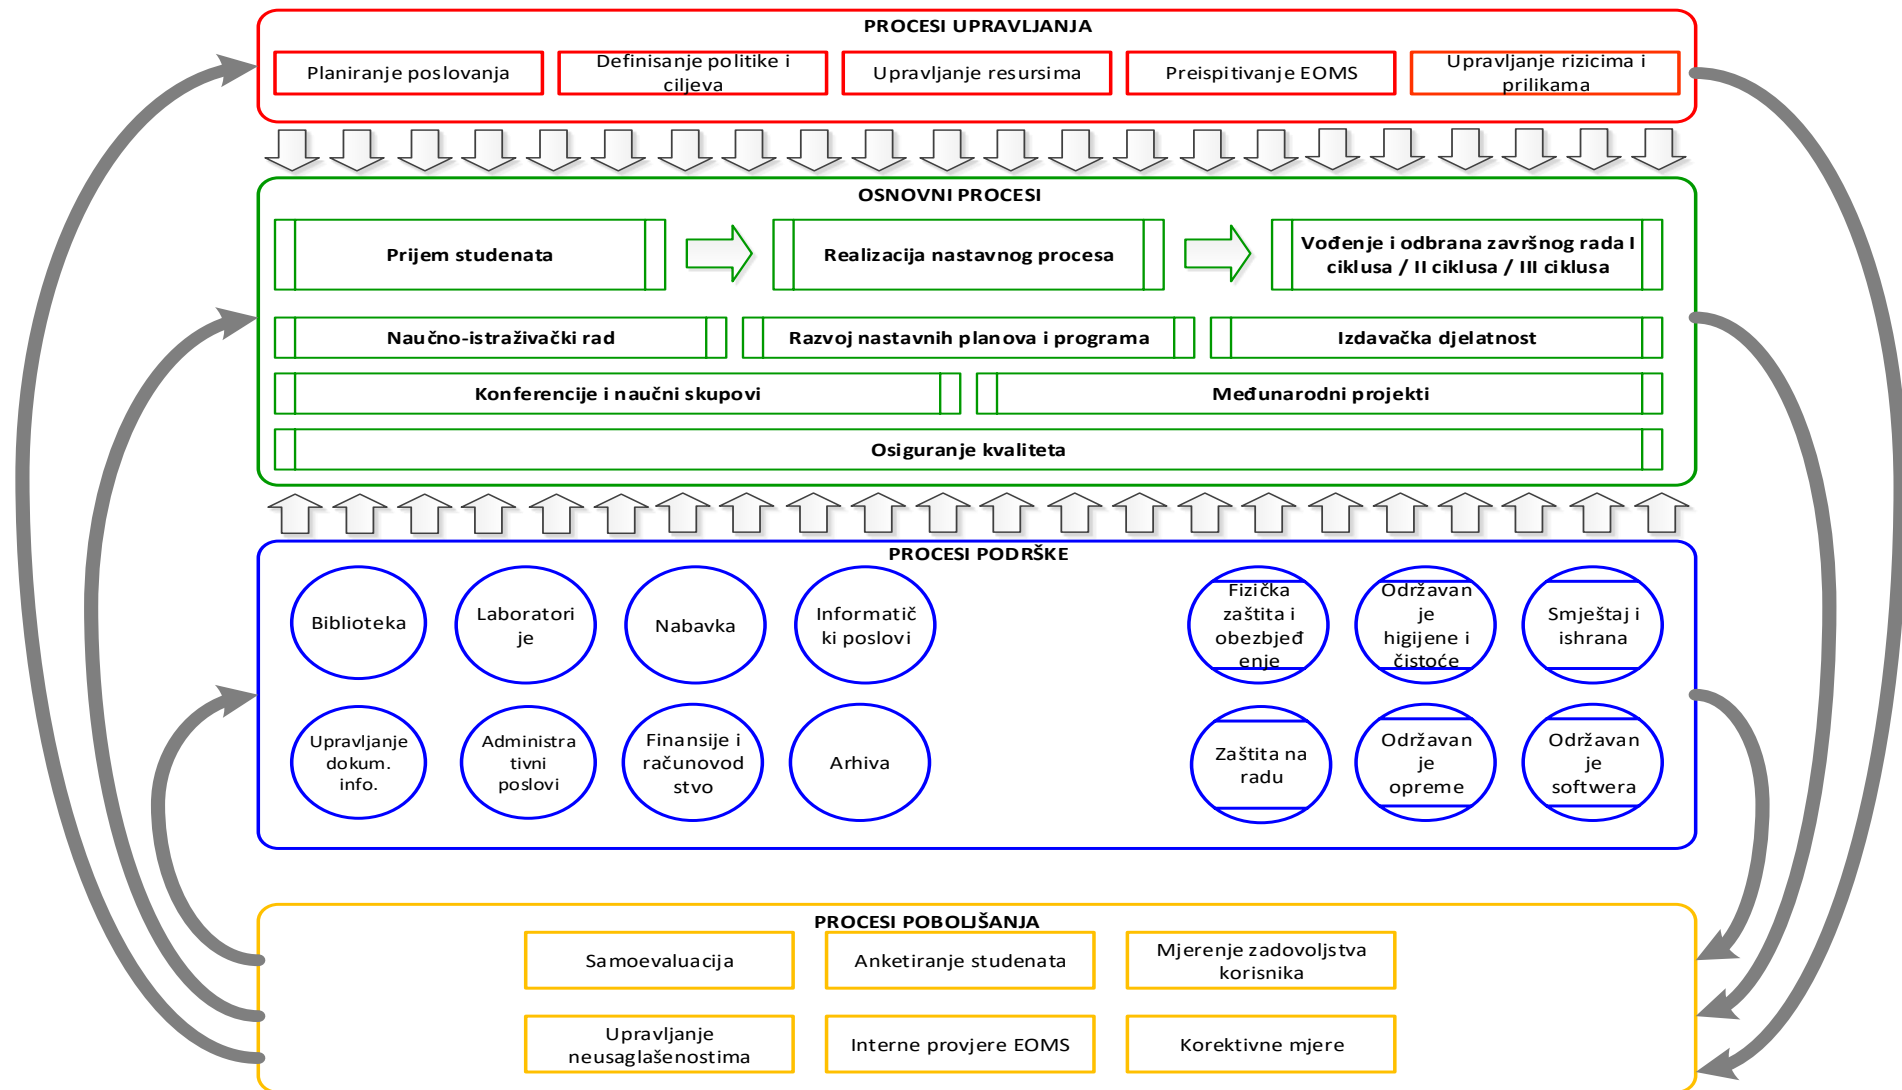 PROCESI UPRAVLJANJA
Planiranje poslovanja
Definisanje politike i
ciljeva
Upravljanje resursima
Preispitivanje EOMS
Upravljanje rizicima i
prilikama
OSNOVNI PROCESI
Prijem studenata
Realizacija nastavnog procesa
Vođenje i odbrana završnog rada I
ciklusa / II ciklusa / III ciklusa
Naučno-istraživački rad
Razvoj nastavnih planova i programa
Izdavačka djelatnost
Konferencije i naučni skupovi
Međunarodni projekti
Osiguranje kvaliteta
PROCESI PODRŠKE
Biblioteka
Laboratori
je
Nabavka
Informatič
ki poslovi
Fizička
zaštita i
obezbjeđ
enje
Održavan
je
higijene i
čistoće
Smještaj i
ishrana
Upravljanje
dokum.
info.
Administra
tivni
poslovi
Finansije i
računovod
stvo
Arhiva
Zaštita na
radu
Održavan
je
opreme
Održavan
je
softwera
PROCESI POBOLJŠANJA
Samoevaluacija
Anketiranje studenata
Mjerenje zadovoljstva
korisnika
Upravljanje
neusaglašenostima
Interne provjere EOMS
Korektivne mjere